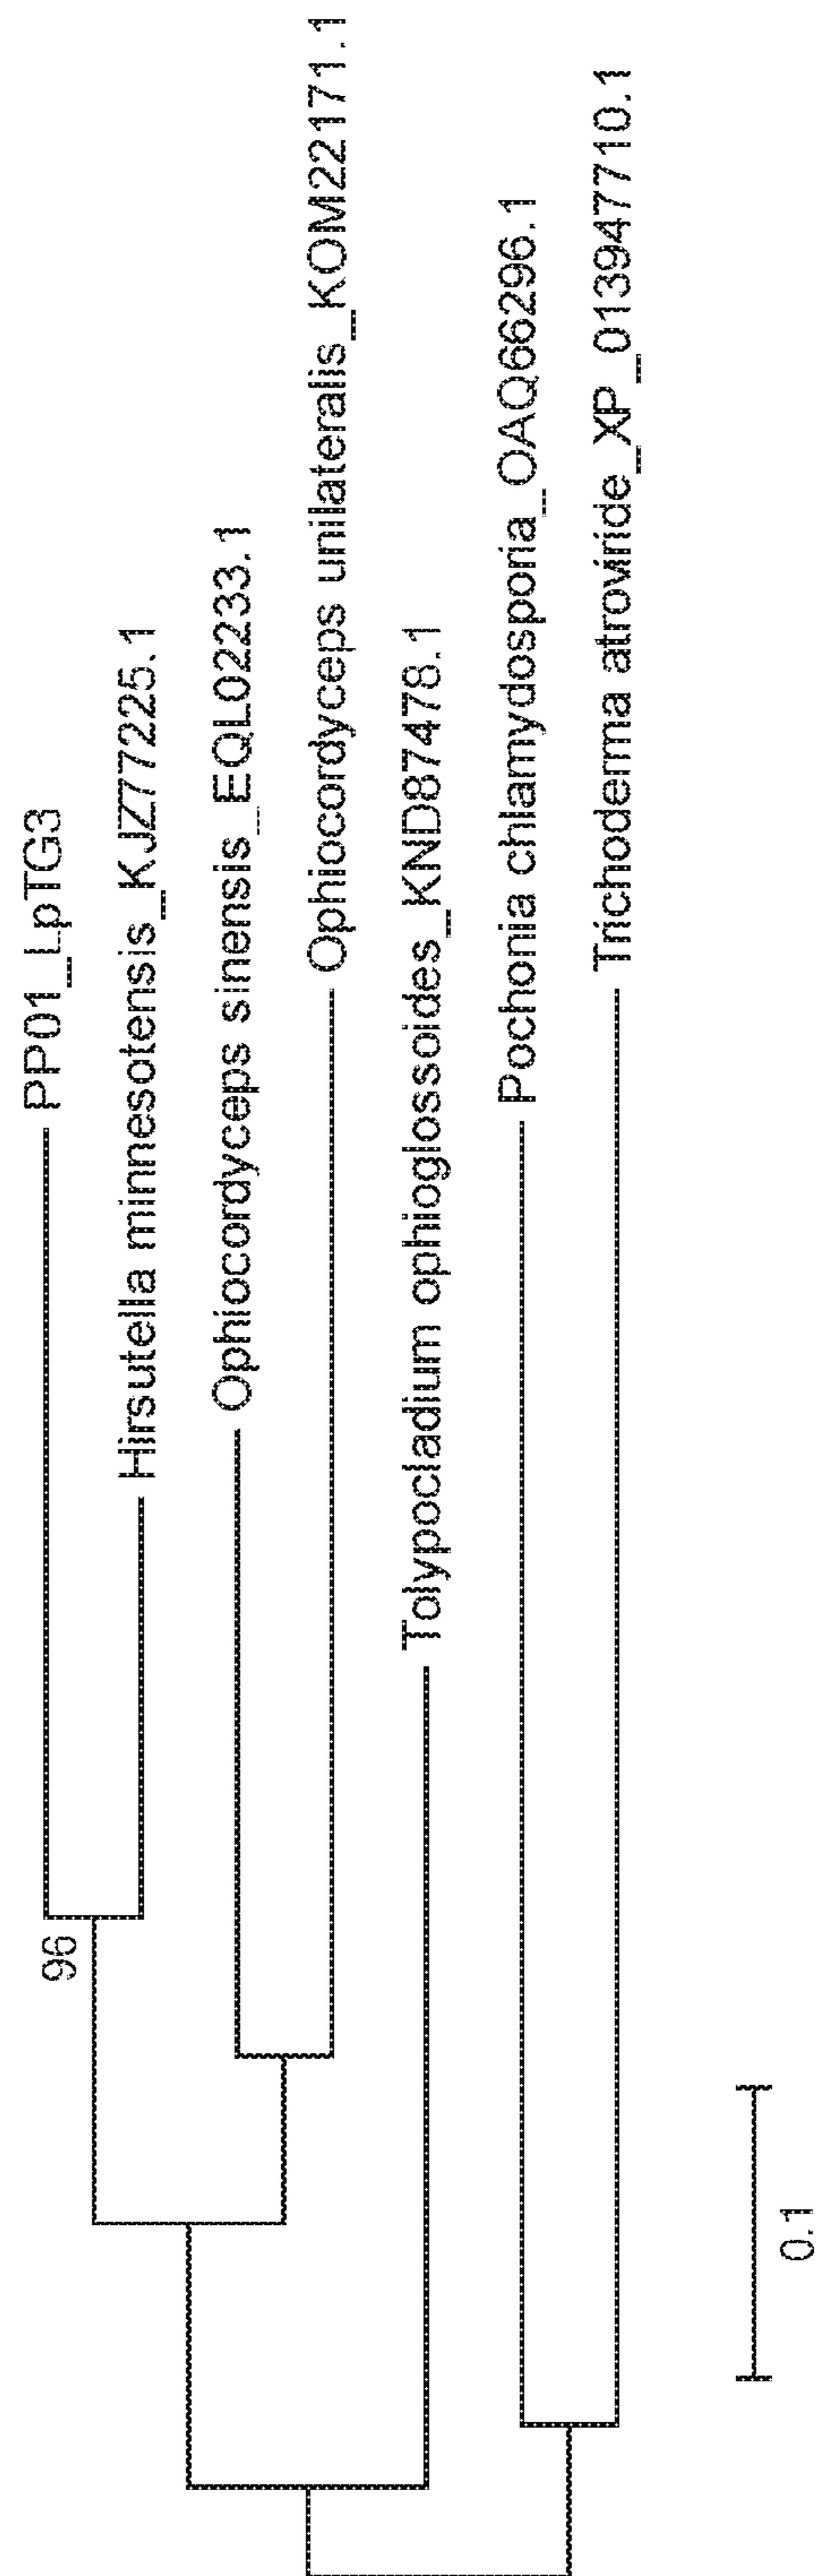 PP01_LpTG3
96
Hirsutella minnesotensis_KJZ77225.1
Ophiocordyceps sinensis_EQL02233.1
Ophiocordyceps unilateralis_KOM22171.1
Tolypocladium ophioglossoides_KND87478.1
Pochonia chlamydosporia_OAQ66296.1
Trichoderma atroviride_XP_013947710.1
0.1